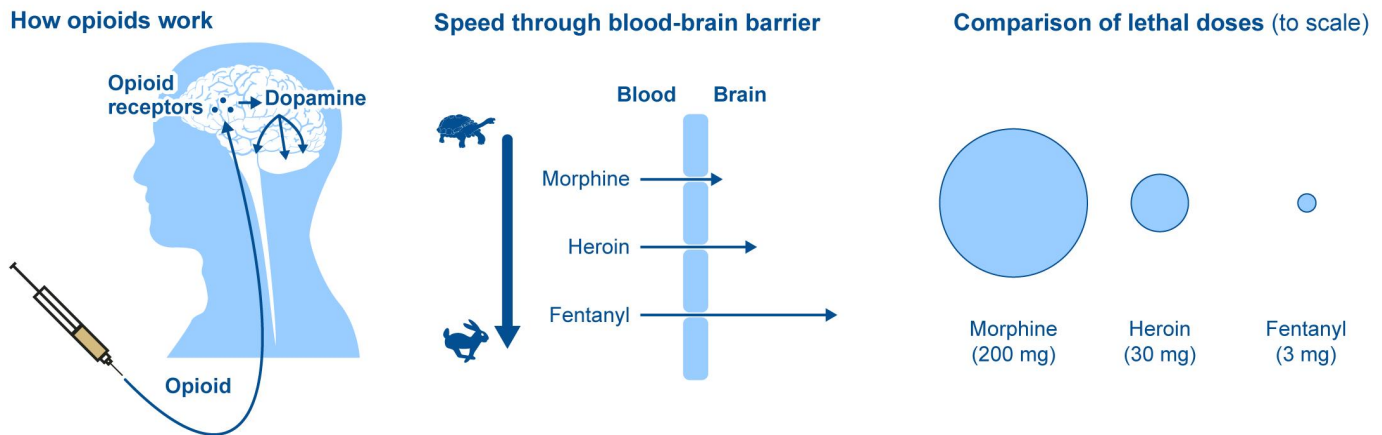 How opioids work
Opioid
receptors
Dopamine
Opioid
Speed through blood-brain barrier
Blood Brain
Morphine
Heroin
Fentanyl
Comparison of lethal doses (to scale)
Morphine
(200 mg)
Heroin
(30 mg)
Fentanyl
(3 mg)